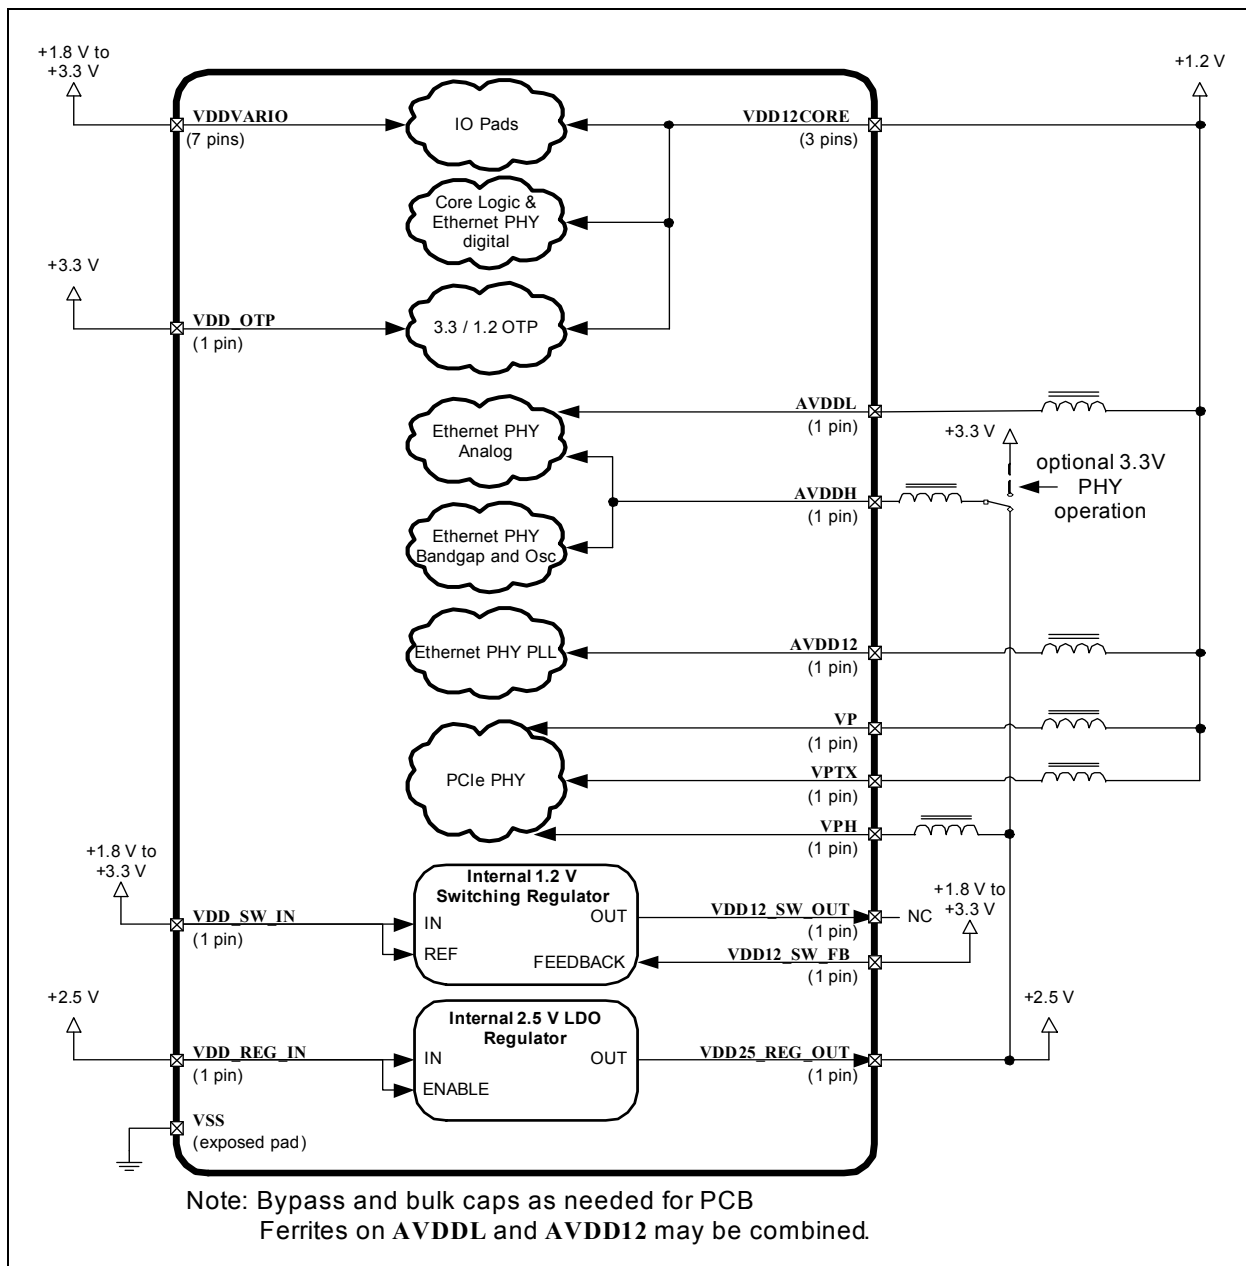 +1.8 V to
+3.3 V
+1.2 V
VDDVARIO
(7 pins)
IO Pads
VDD12CORE
(3 pins)
Core Logic &
Ethernet PHY
digital
+3.3 V
VDD_OTP
(1 pin)
3.3 / 1.2 OTP
AVDDL
(1 pin)
Ethernet PHY
Analog
+3.3 V
optional 3.3V
PHY
operation
AVDDH
(1 pin)
Ethernet PHY
Bandgap and Osc
Ethernet PHY PLL
AVDD12
(1 pin)
VP
(1 pin)
PCIe PHY
VPTX
(1 pin)
VPH
(1 pin)
+1.8 V to
+3.3 V
VDD_SW_IN
(1 pin)
Internal 1.2 V
Switching Regulator
IN
REF
OUT
FEEDBACK
VDD12_SW_OUT
(1 pin)
NC
VDD12_SW_FB
(1 pin)
+1.8 V to
+3.3 V
+2.5 V
VDD_REG_IN
(1 pin)
Internal 2.5 V LDO
Regulator
IN
ENABLE
OUT
VDD25_REG_OUT
(1 pin)
+2.5 V
VSS
(exposed pad)
Note: Bypass and bulk caps as needed for PCB
Ferrites on AVDDL and AVDD12 may be combined.